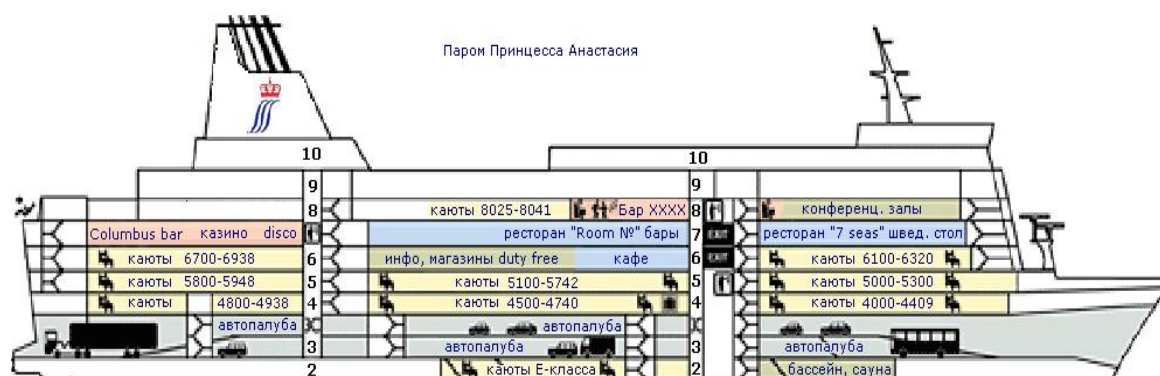 Паром Принцесса Анастасия
10 10
9 9
8 каюты 8025-8041 Бар XXXX 8 конференц. залы
Columbus bar казино disco ресторан "Room №" бары 7 ресторан "7 seas" швед. стол
каюты 6700-6938 6 инфо, магазины duty free кафе 6 EXIT каюты 6100-6320
каюты 5800-5948 5 каюты 5100-5742 5 каюты 5000-5300
каюты 4800-4938 4 каюты 4500-4740 4 каюты 4000-4409
автопалуба автопалуба
3 автопалуба 3 автопалуба
2 каюты Е-класса 2 бассейн, сауна